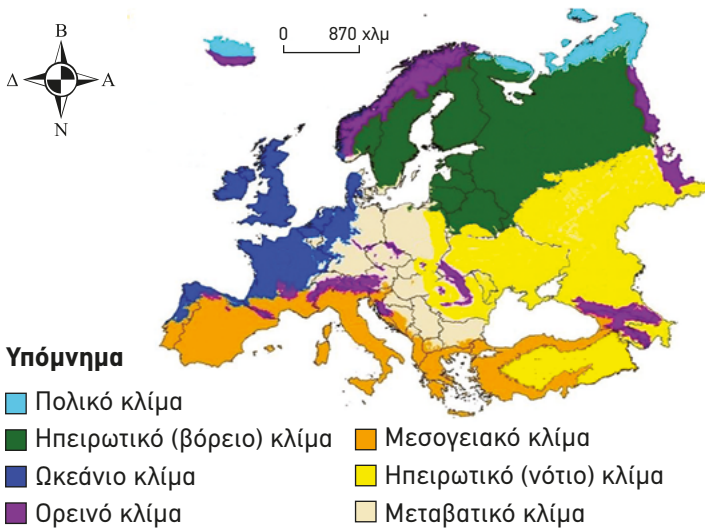 Β
Δ Α
Ν
0 870 χλμ
Υπόμνημα
Πολικό κλίμα
Ηπειρωτικό (βόρειο) κλίμα
Ωκεάνιο κλίμα
Ορεινό κλίμα
Μεσογειακό κλίμα
Ηπειρωτικό (νότιο) κλίμα
Μεταβατικό κλίμα